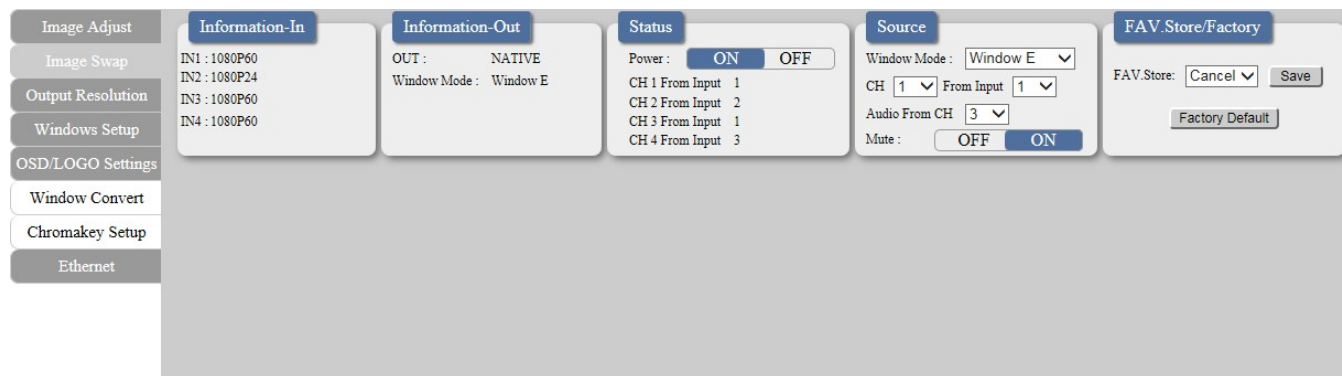 Image Adjust
Image Swap
Output Resolution
Windows Setup
OSD/LOGO Settings
Window Convert
Chromakey Setup
Ethernet
Information-In
IN1 : 1080P60
IN2 : 1080P24
IN3 : 1080P60
IN4 : 1080P60
Information-Out
OUT : NATIVE
Window Mode : Window E
Status
Power : ON OFF
CH 1 From Input 1
CH 2 From Input 2
CH 3 From Input 1
CH 4 From Input 3
Source
Window Mode : Window E
CH 1 From Input 1
Audio From CH 3
Mute : OFF ON
FAV.Store/Factory
FAV.Store: Cancel Save
Factory Default